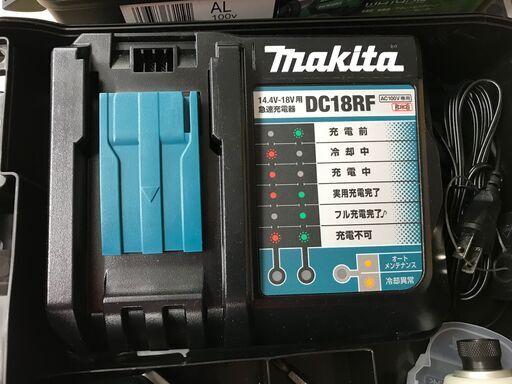 AL
100v
makita
14.4V-18V用
急速充電器
DC18RF
AC100V専用
充電前
冷却中
充電中
実用充電完了
フル充電完了♪
充電不可
オート
メンテナンス
冷却異常